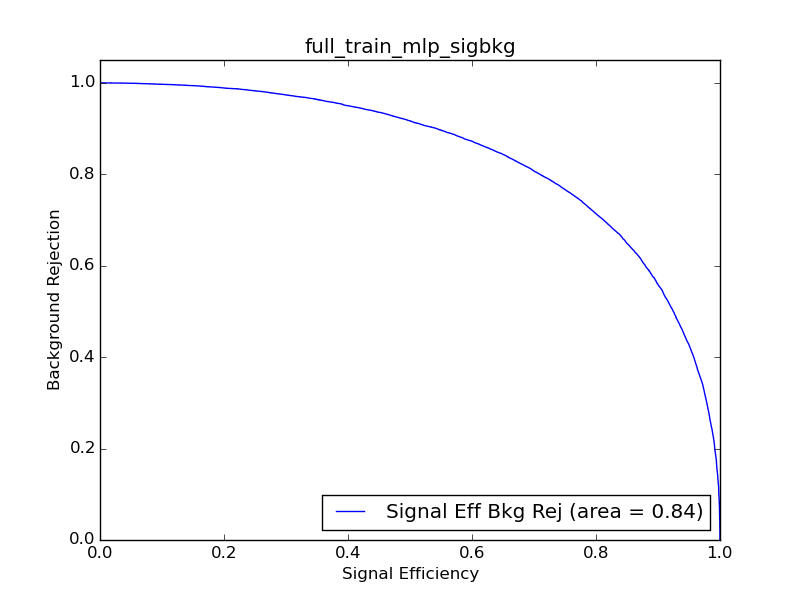 full_train_mlp_sigbkg
1.0
0.8
0.6
0.4
0.2
0.0
Background Rejection
Signal Eff Bkg Rej (area = 0.84)
0.0 0.2 0.4 0.6 0.8 1.0
Signal Efficiency